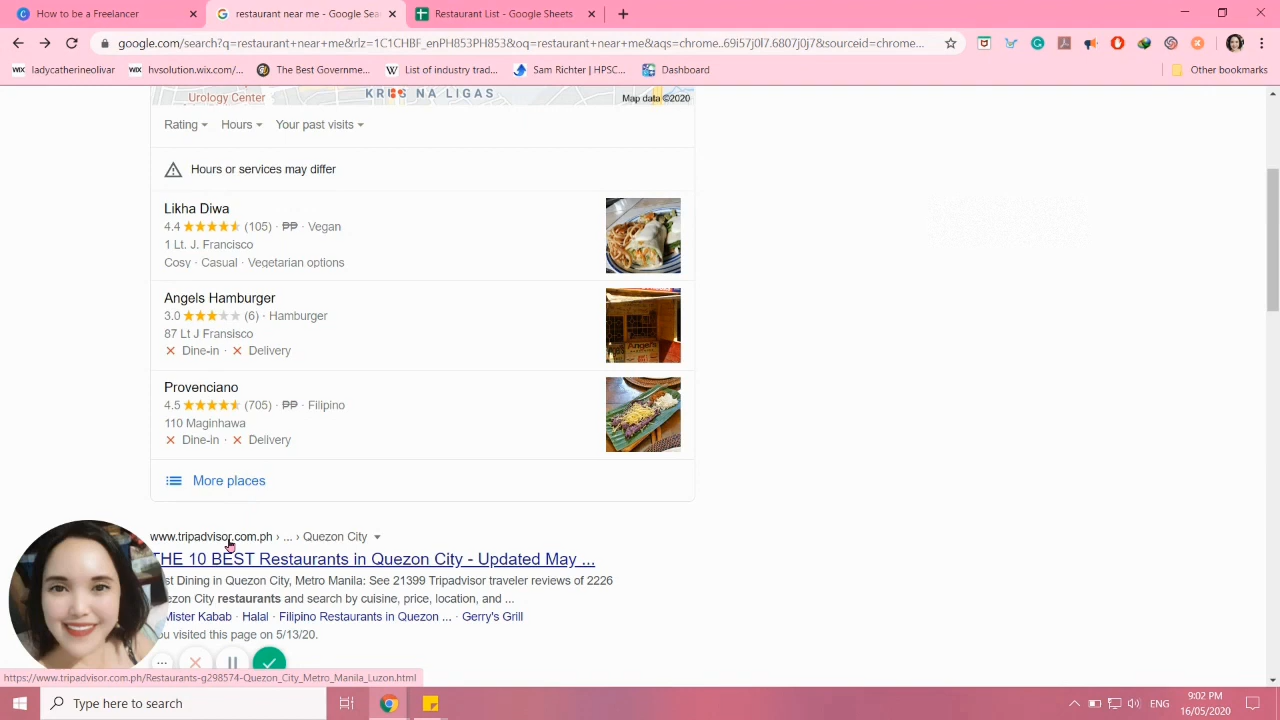 How to Become a Freelancer
restaurants near me - Google Sea
Restaurant List - Google Sheets
google.com/search?q=restaurant+near+me&rlz=1C1CHBF_enPH853PH853&oq=restaurant+near+me&aqs=chrome..69i57j0l7.6807j0j7&sourceid=chrome...
ladycatherineolivar
hvsolution.wix.com/...
The Best Governme...
List of industry trad...
Sam Richter | HPSC...
Dashboard
Other bookmarks
Urology Center
KRUS NA LIGAS
Map data ©2020
Rating
Hours
Your past visits
Hours or services may differ
Likha Diwa
4.4 (105) · ₱₱ · Vegan
1 Lt. J. Francisco
Cosy · Casual · Vegetarian options
Angels Hamburger
3.0 (6) · Hamburger
87 Lt J Fransisco
Dine-in · Delivery
Provenciano
4.5 (705) · ₱₱ · Filipino
110 Maginhawa
Dine-in · Delivery
More places
www.tripadvisor.com.ph › ... › Quezon City
THE 10 BEST Restaurants in Quezon City - Updated May ...
st Dining in Quezon City, Metro Manila: See 21399 Tripadvisor traveler reviews of 2226
ezon City restaurants and search by cuisine, price, location, and ...
Mister Kabab · Halal · Filipino Restaurants in Quezon ... · Gerry's Grill
ou visited this page on 5/13/20.
https://www.tripadvisor.com.ph/Restaurants-g298574-Quezon_City_Metro_Manila_Luzon.html
Type here to search
ENG
9:02 PM
16/05/2020